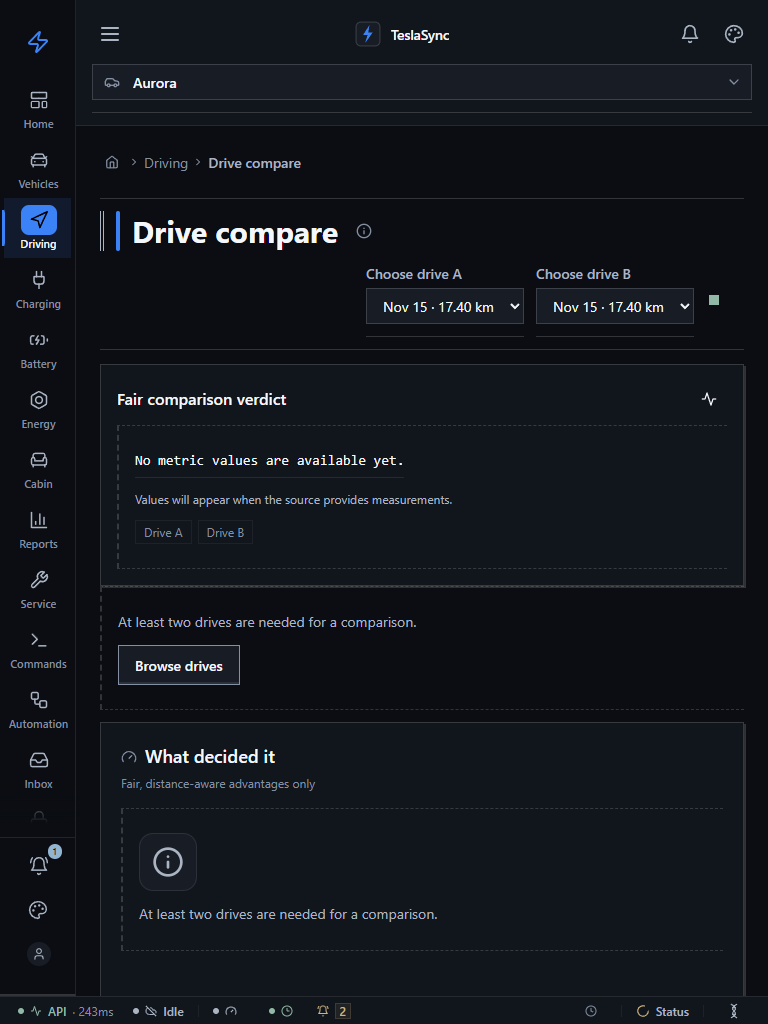 TeslaSync
Aurora
Home
Vehicles
Driving
Charging
Battery
Energy
Cabin
Reports
Service
Commands
Automation
Inbox
1
Driving
Drive compare
Drive compare
Choose drive A
Choose drive B
Nov 15 · 17.40 km
Nov 15 · 17.40 km
Fair comparison verdict
No metric values are available yet.
Values will appear when the source provides measurements.
Drive A
Drive B
At least two drives are needed for a comparison.
Browse drives
What decided it
Fair, distance-aware advantages only
At least two drives are needed for a comparison.
API · 243ms
Idle
2
Status